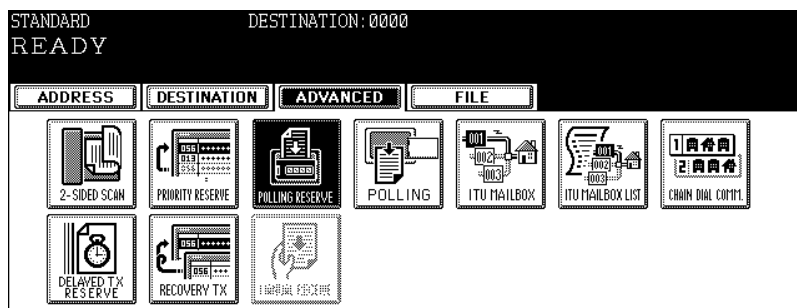 STANDARD DESTINATION:0000
READY
ADDRESS DESTINATION ADVANCED FILE
2-SIDED SCAN PRIORITY RESERVE POLLING RESERVE POLLING ITU MAILBOX ITU MAILBOX LIST CHAIN DIAL COMM.
DELAYED TX RESERVE RECOVERY TX